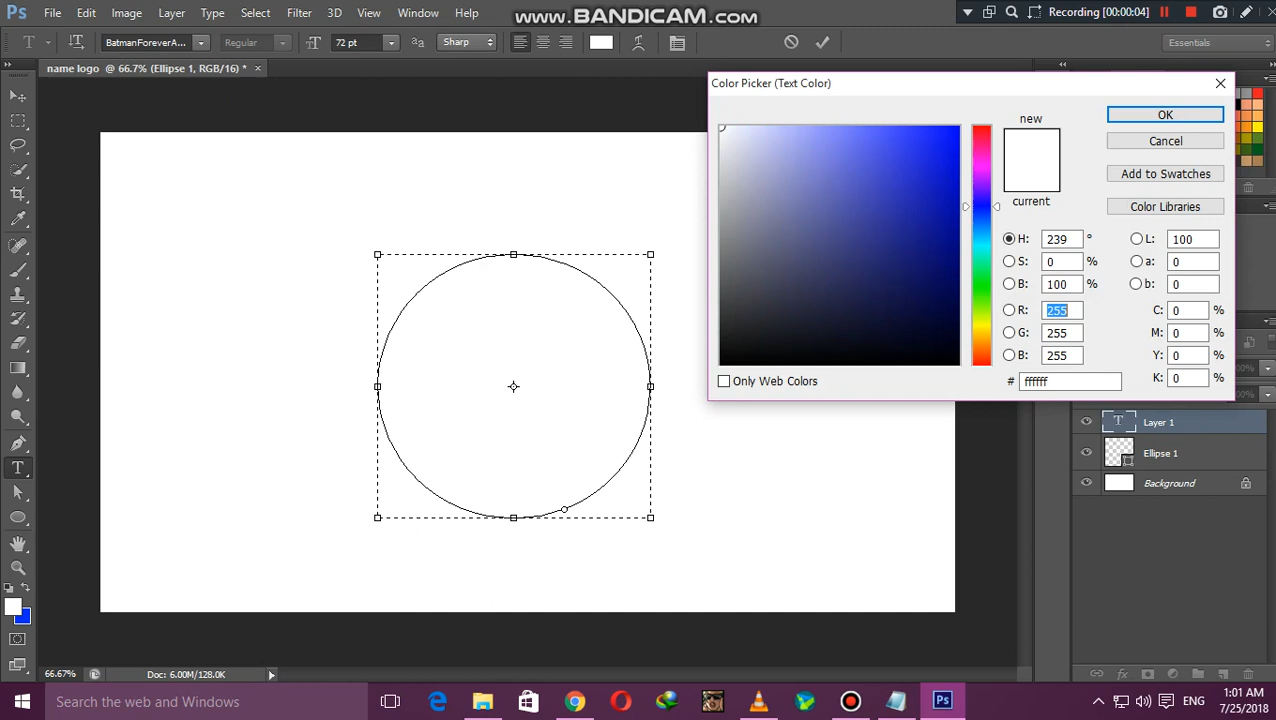 Ps File Edit Image Layer Type Select Filter 3D View Window Help
www.BANDICAM.com
Recording [00:00:04]
T BatmanForeverA... Regular 72 pt aa Sharp Essentials
name logo @ 66.7% (Ellipse 1, RGB/16) * ×
Color Picker (Text Color)
new
current
OK
Cancel
Add to Swatches
Color Libraries
H: 239 ° L: 100
S: 0 % a: 0
B: 100 % b: 0
R: 255 C: 0 %
G: 255 M: 0 %
B: 255 Y: 0 %
# ffffff K: 0 %
Only Web Colors
T Layer 1
Ellipse 1
Background
fx
66.67% Doc: 6.00M/128.0K
Search the web and Windows
Ps
ENG
1:01 AM
7/25/2018